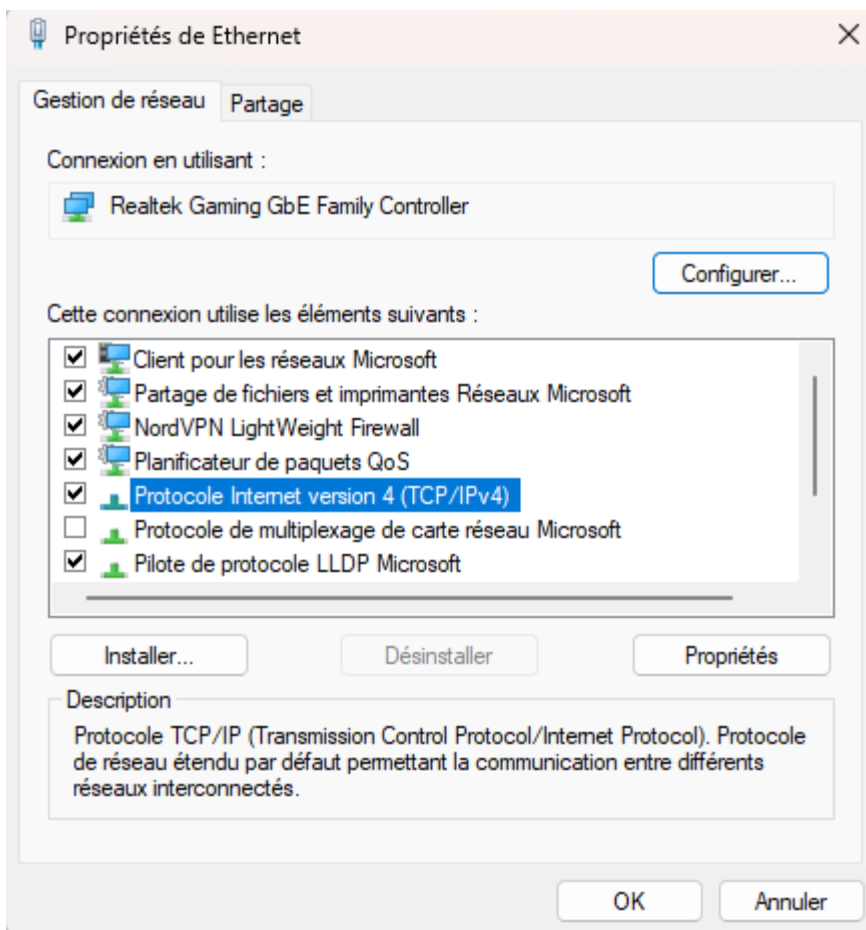 Propriétés de Ethernet
Gestion de réseau
Partage
Connexion en utilisant :
Realtek Gaming GbE Family Controller
Configurer...
Cette connexion utilise les éléments suivants :
Client pour les réseaux Microsoft
Partage de fichiers et imprimantes Réseaux Microsoft
NordVPN LightWeight Firewall
Planificateur de paquets QoS
Protocole Internet version 4 (TCP/IPv4)
Protocole de multiplexage de carte réseau Microsoft
Pilote de protocole LLDP Microsoft
Installer...
Désinstaller
Propriétés
Description
Protocole TCP/IP (Transmission Control Protocol/Internet Protocol). Protocole
de réseau étendu par défaut permettant la communication entre différents
réseaux interconnectés.
OK
Annuler